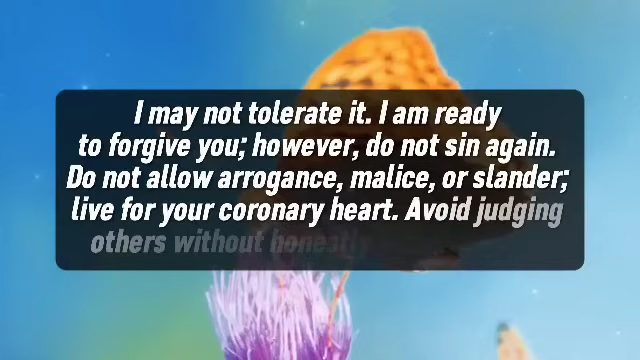 I may not tolerate it. I am ready
to forgive you; however, do not sin again.
Do not allow arrogance, malice, or slander;
live for your coronary heart. Avoid judging
others without honestly